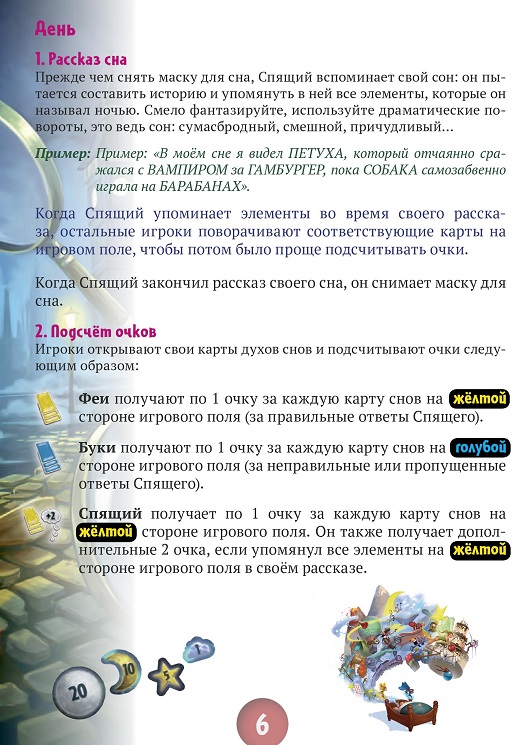 День
1. Рассказ сна
Прежде чем снять маску для сна, Спящий вспоминает свой сон: он пы-
тается составить историю и упомянуть в ней все элементы, которые он
называл ночью. Смело фантазируйте, используйте драматические по-
вороты, это ведь сон: сумасбродный, смешной, причудливый...
Пример: Пример: «В моём сне я видел ПЕТУХА, который отчаянно сра-
жался с ВАМПИРОМ за ГАМБУРГЕР, пока СОБАКА самозабвенно
играла на БАРАБАНАХ».
Когда Спящий упоминает элементы во время своего расска-
за, остальные игроки поворачивают соответствующие карты на
игровом поле, чтобы потом было проще подсчитывать очки.
Когда Спящий закончил рассказ своего сна, он снимает маску для
сна.
2. Подсчёт очков
Игроки открывают свои карты духов снов и подсчитывают очки следу-
ющим образом:
Феи получают по 1 очку за каждую карту снов на жёлтой
стороне игрового поля (за правильные ответы Спящего).
Буки получают по 1 очку за каждую карту снов на голубой
стороне игрового поля (за неправильные или пропущенные
ответы Спящего).
+2
Спящий получает по 1 очку за каждую карту снов на
жёлтой стороне игрового поля. Он также получает допол-
нительные 2 очка, если упомянул все элементы на жёлтой
стороне игрового поля в своём рассказе.
20
10
5
1
6